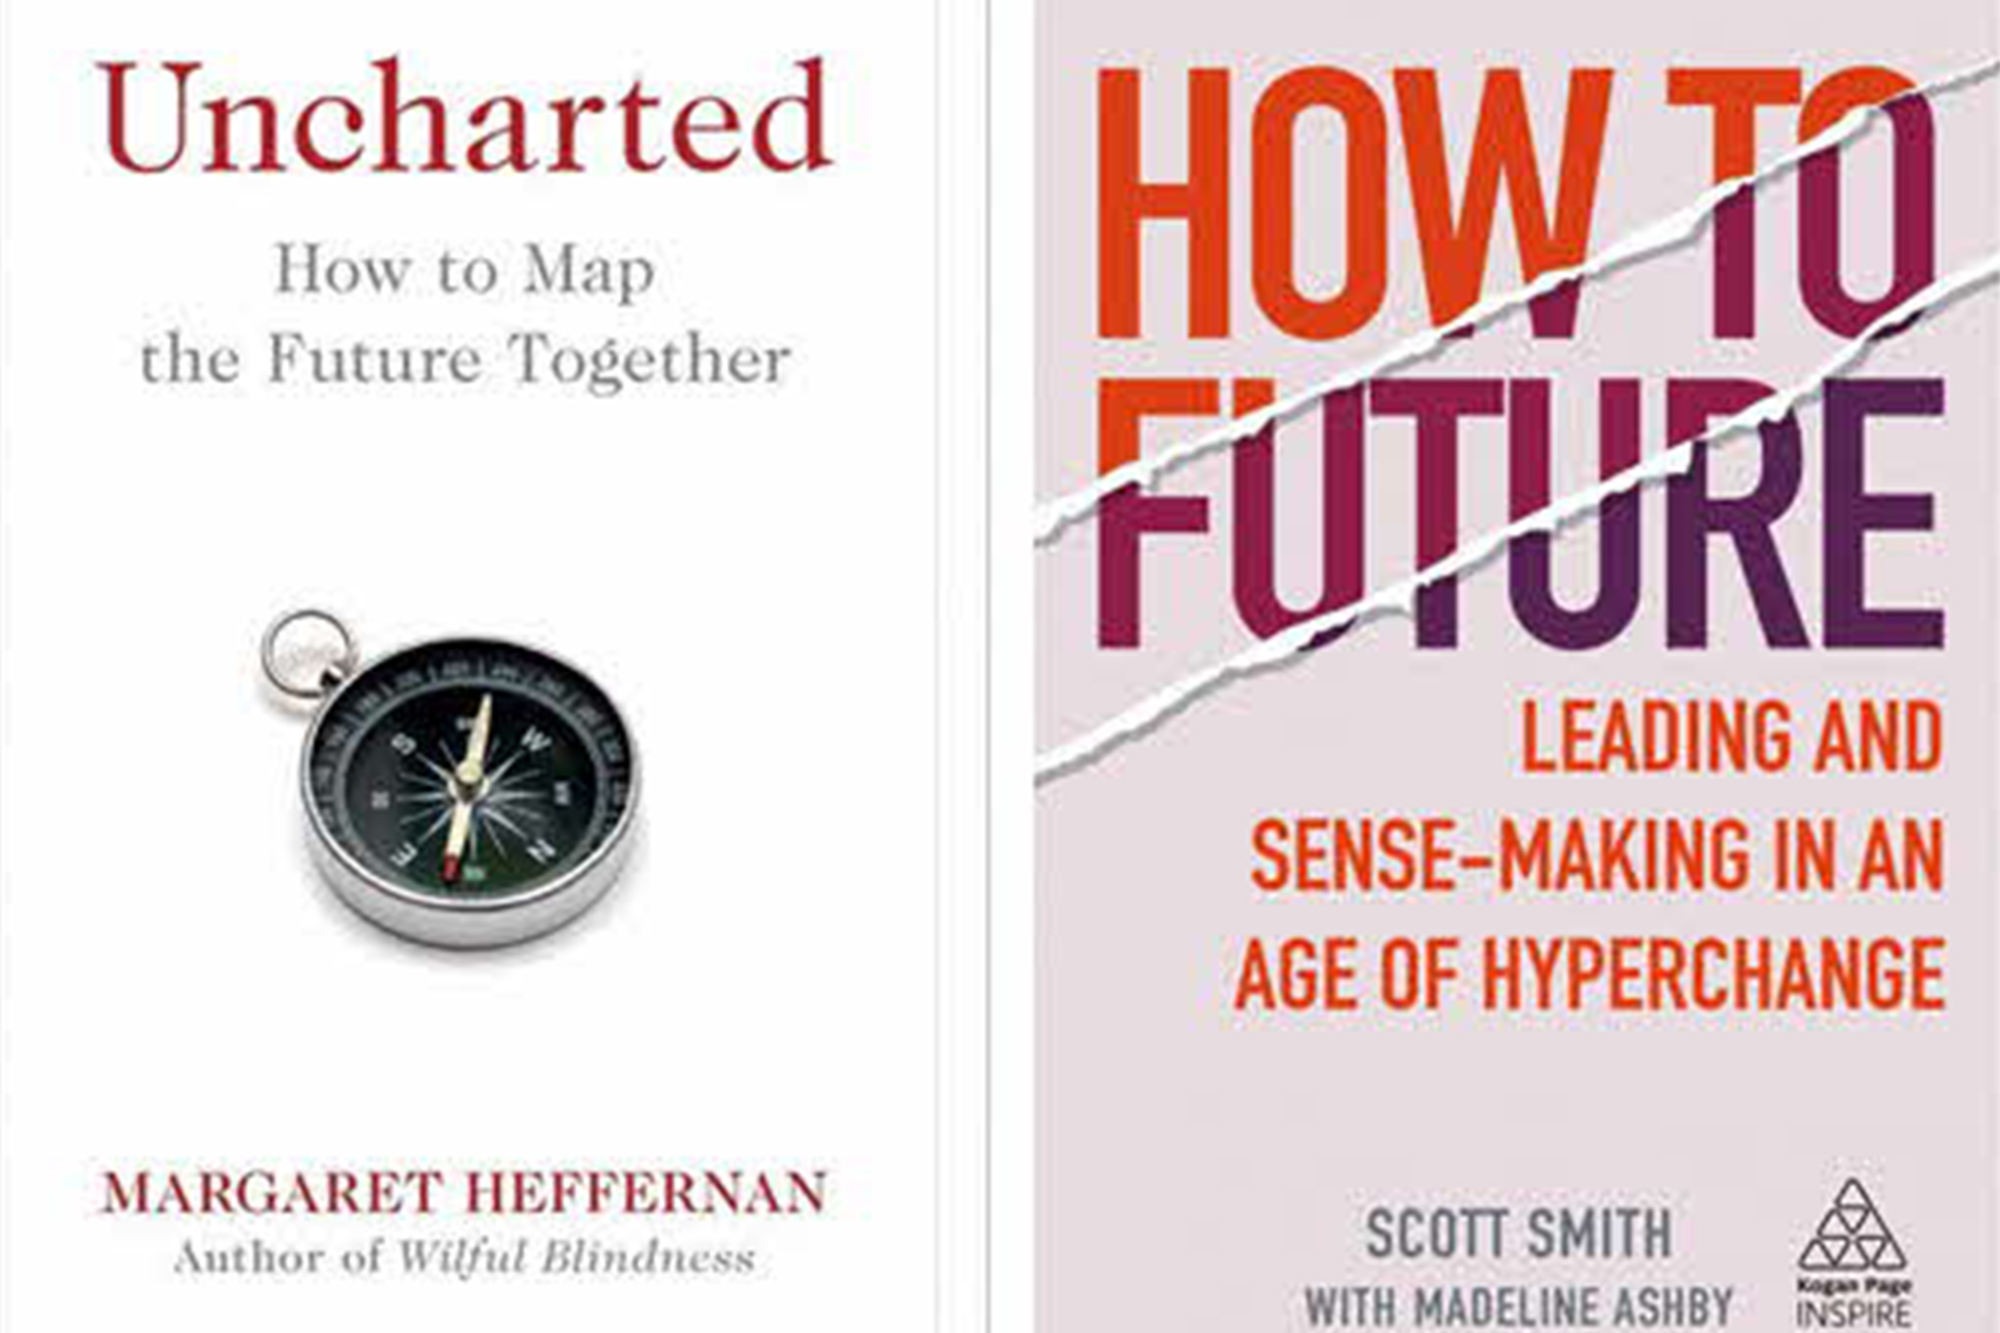 Uncharted
How to Map
the Future Together
S
W
E
N
MARGARET HEFFERNAN
Author of Wilful Blindness
HOW TO
FUTURE
LEADING AND
SENSE-MAKING IN AN
AGE OF HYPERCHANGE
SCOTT SMITH
WITH MADELINE ASHBY
Kogan Page
INSPIRE